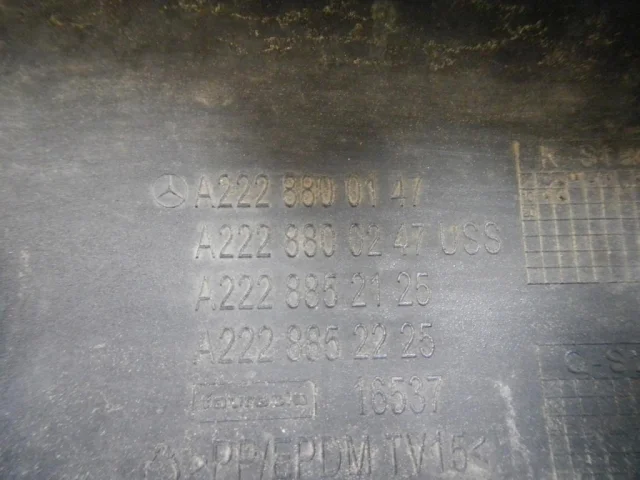 A222 880 01 47
A222 880 02 47 USS
A222 885 21 25
A222 885 22 25
faurecia 16537
>PP/EPDM TV15<